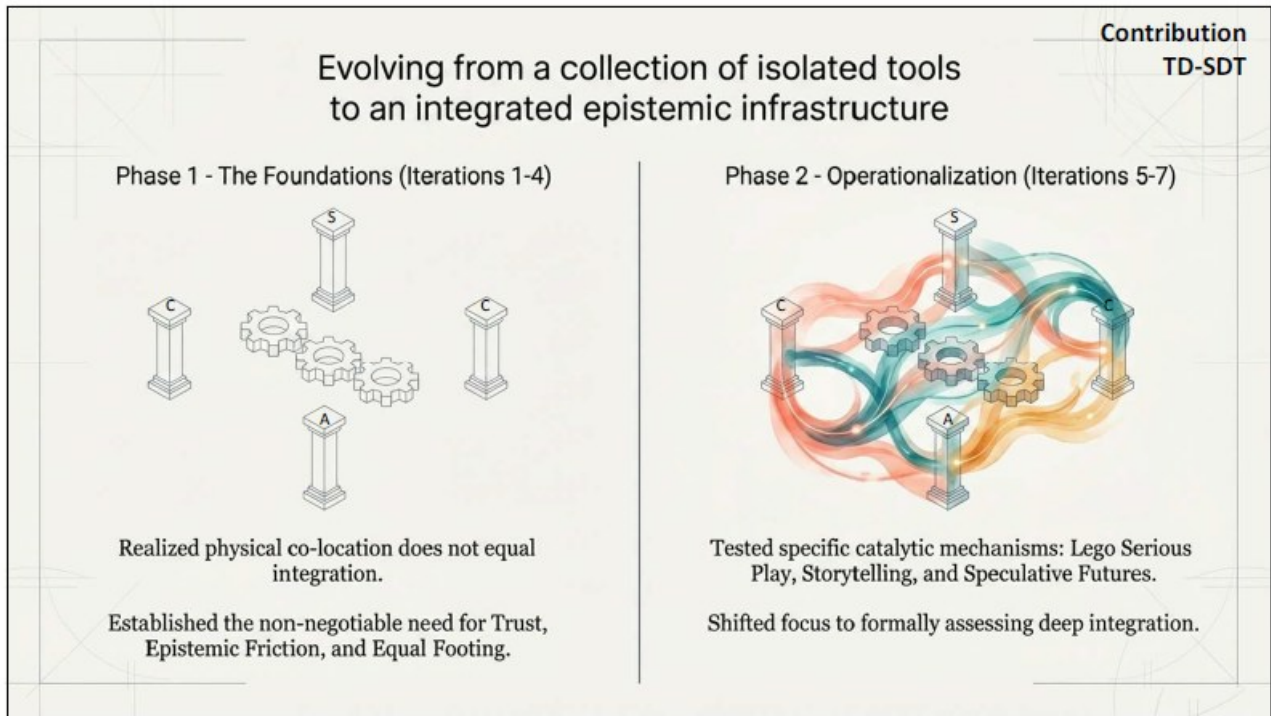 Contribution
TD-SDT
Evolving from a collection of isolated tools
to an integrated epistemic infrastructure
Phase 1 - The Foundations (Iterations 1-4)
S
C
C
A
Realized physical co-location does not equal
integration.
Established the non-negotiable need for Trust,
Epistemic Friction, and Equal Footing.
Phase 2 - Operationalization (Iterations 5-7)
S
C
C
A
Tested specific catalytic mechanisms: Lego Serious
Play, Storytelling, and Speculative Futures.
Shifted focus to formally assessing deep integration.